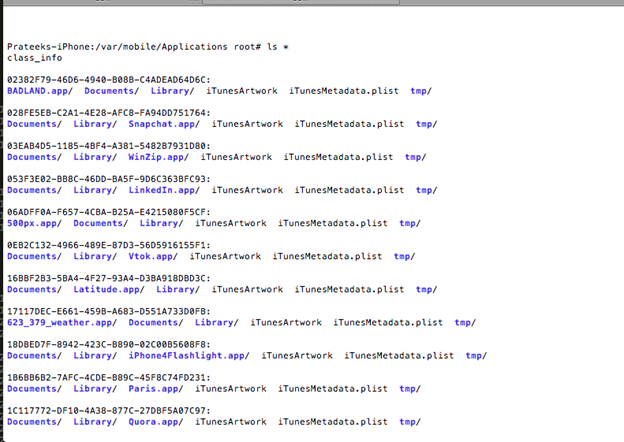 Prateeks-iPhone:/var/mobile/Applications root# ls *
class_info
02382F79-46D6-4940-B08B-C4ADEAD64D6C:
BADLAND.app/ Documents/ Library/ iTunesArtwork iTunesMetadata.plist tmp/
028FE5EB-C2A1-4E28-AFC8-FA94DD751764:
Documents/ Library/ Snapchat.app/ iTunesArtwork iTunesMetadata.plist tmp/
03EAB4D5-1185-4BF4-A381-5482B7931D80:
Documents/ Library/ WinZip.app/ iTunesArtwork iTunesMetadata.plist tmp/
053F3E02-BB8C-46DD-BA5F-9D6C363BFC93:
Documents/ Library/ LinkedIn.app/ iTunesArtwork iTunesMetadata.plist tmp/
06ADFF0A-F657-4CBA-B25A-E4215080F5CF:
500px.app/ Documents/ Library/ iTunesArtwork iTunesMetadata.plist tmp/
0EB2C132-4966-489E-87D3-56D5916155F1:
Documents/ Library/ Vtok.app/ iTunesArtwork iTunesMetadata.plist tmp/
16BBF2B3-5BA4-4F27-93A4-D3BA918DBD3C:
Documents/ Latitude.app/ Library/ iTunesArtwork iTunesMetadata.plist tmp/
17117DEC-E661-459B-A683-D551A733D0FB:
623_379_weather.app/ Documents/ Library/ iTunesArtwork iTunesMetadata.plist tmp/
18DBED7F-8942-423C-B890-02C00B5608F8:
Documents/ Library/ iPhone4Flashlight.app/ iTunesArtwork iTunesMetadata.plist tmp/
1B6BB6B2-7AFC-4CDE-B89C-45F8C74FD231:
Documents/ Library/ Paris.app/ iTunesArtwork iTunesMetadata.plist tmp/
1C117772-DF10-4A38-877C-27DBF5A07C97:
Documents/ Library/ Quora.app/ iTunesArtwork iTunesMetadata.plist tmp/